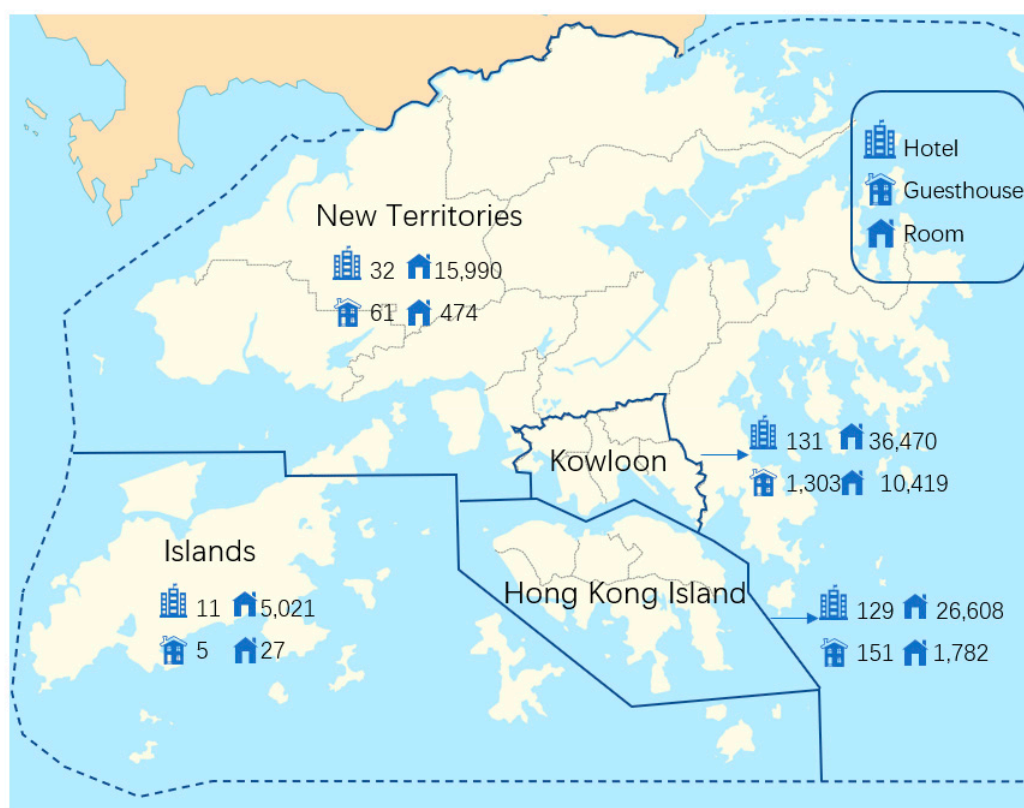 Hotel
Guesthouse
Room
New Territories
32 15,990
61 474
Kowloon
131 36,470
1,303 10,419
Islands
11 5,021
5 27
Hong Kong Island
129 26,608
151 1,782